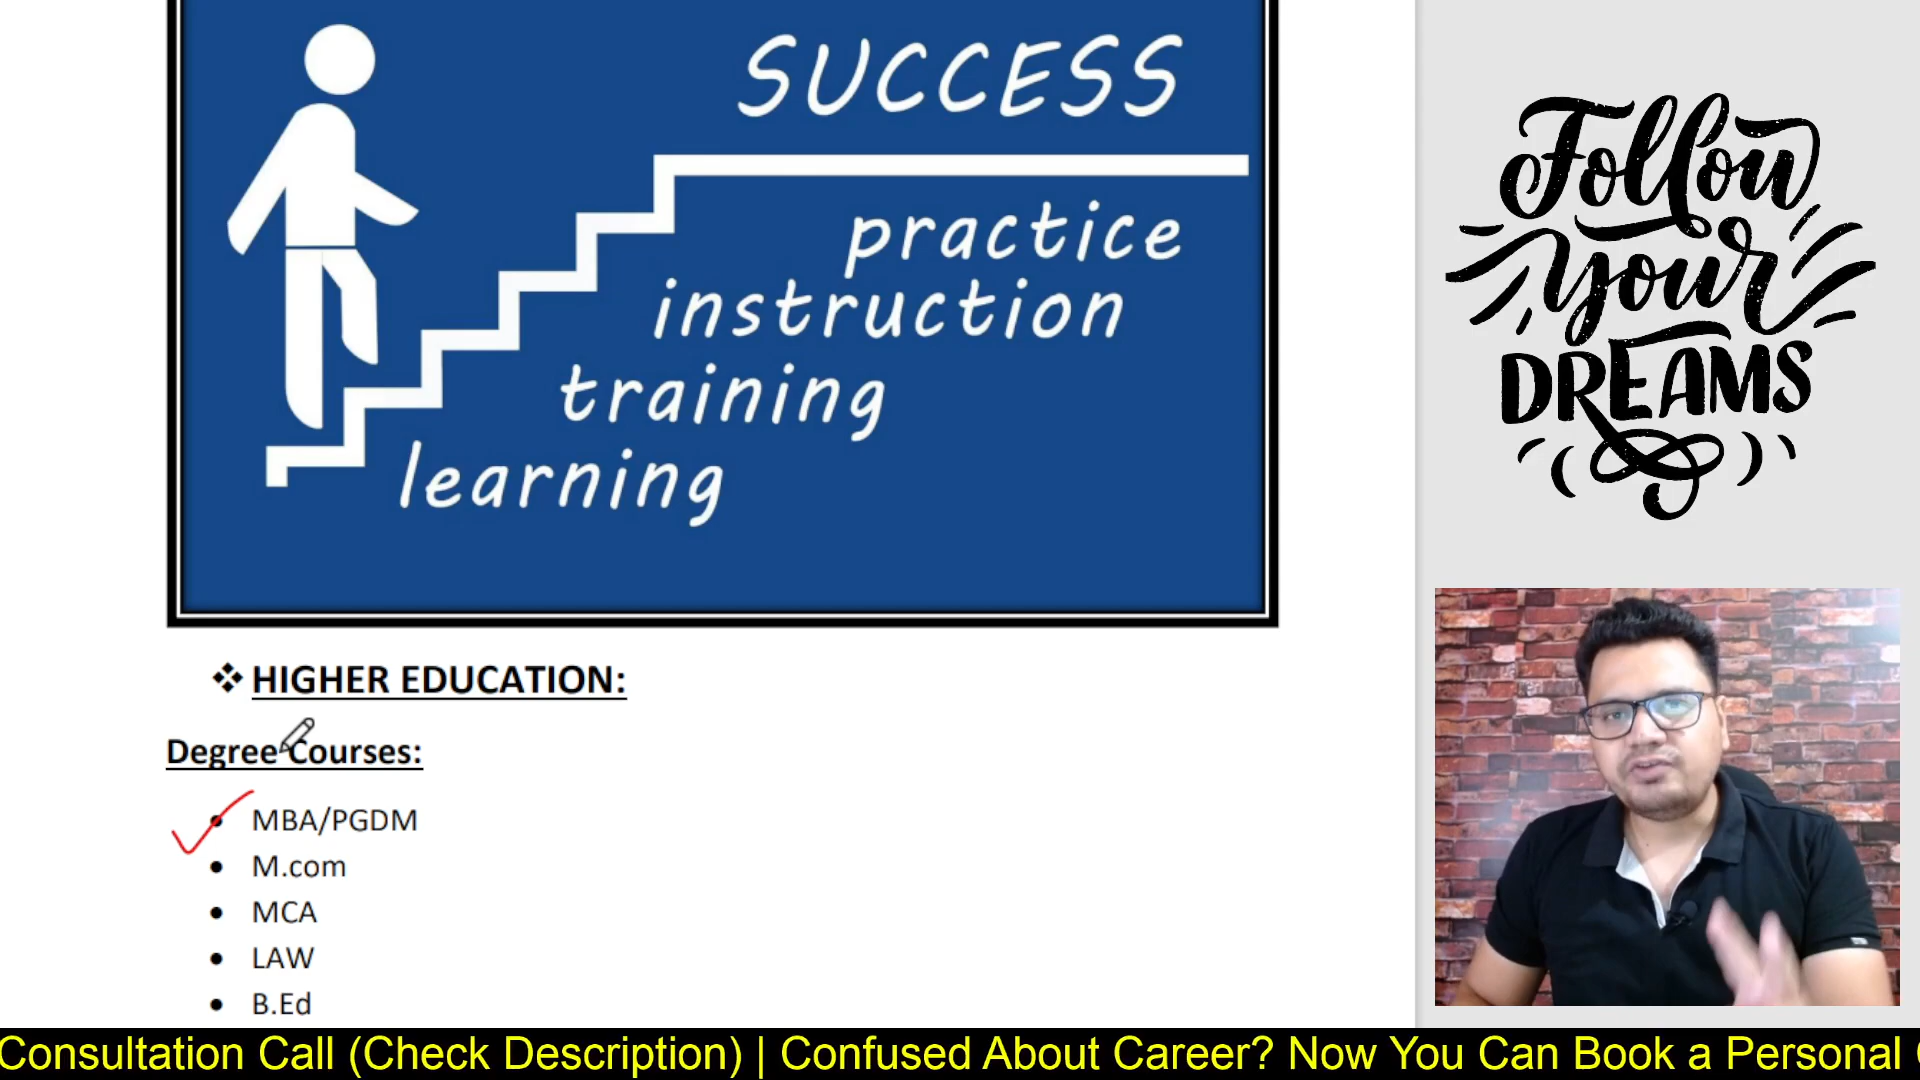 SUCCESS
practice
instruction
training
learning
❖ HIGHER EDUCATION:
Degree Courses:
• MBA/PGDM
• M.com
• MCA
• LAW
• B.Ed
Follow
Your
DREAMS
Consultation Call (Check Description) | Confused About Career? Now You Can Book a Personal